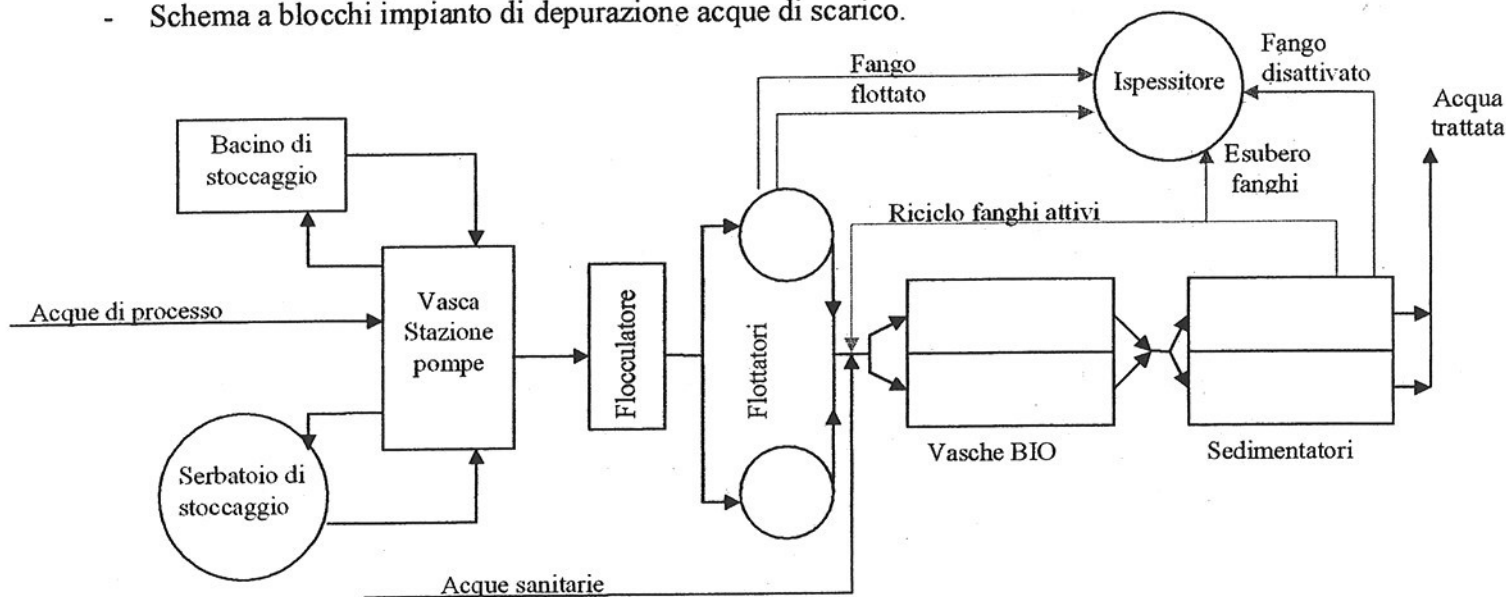 - Schema a blocchi impianto di depurazione acque di scarico.
Fango
flottato
Ispessitore
Fango
disattivato
Acqua
trattata
Bacino di
stoccaggio
Esubero
fanghi
Riciclo fanghi attivi
Acque di processo
Vasca
Stazione
pompe
Flocculatore
Flottatori
Vasche BIO
Sedimentatori
Serbatoio di
stoccaggio
Acque sanitarie